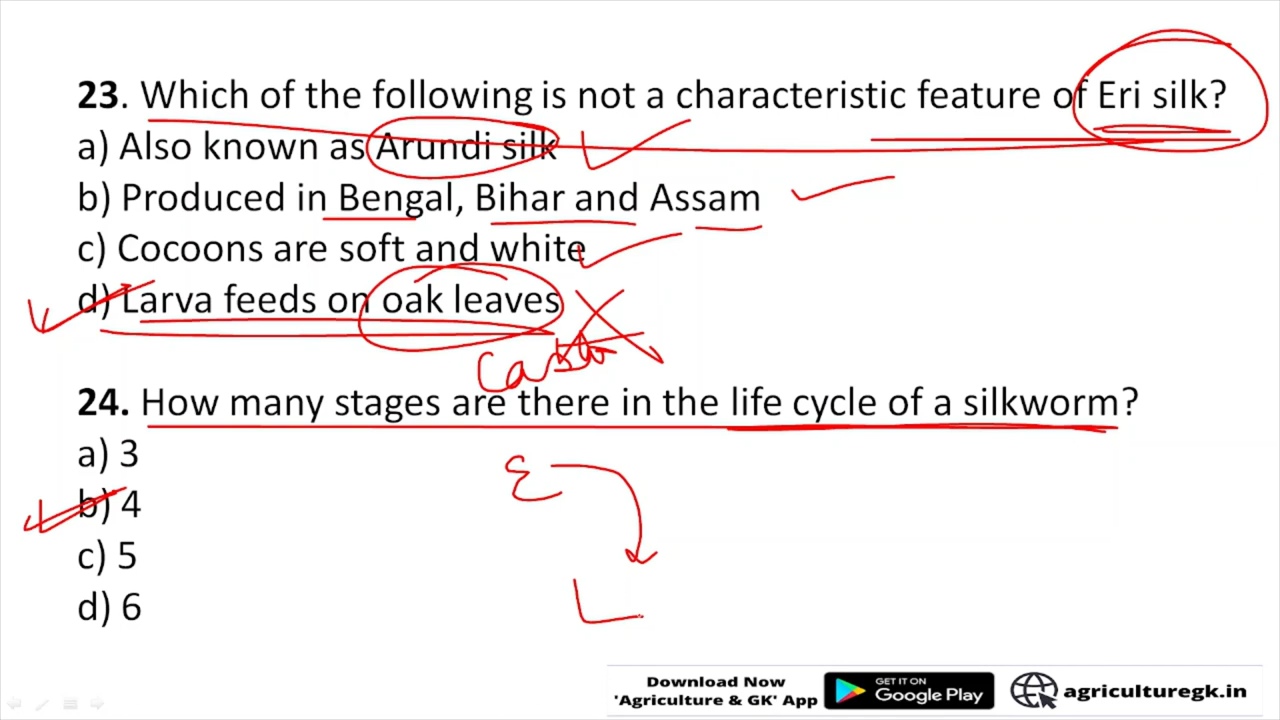 23. Which of the following is not a characteristic feature of Eri silk?
a) Also known as Arundi silk
b) Produced in Bengal, Bihar and Assam
c) Cocoons are soft and white
d) Larva feeds on oak leaves
24. How many stages are there in the life cycle of a silkworm?
a) 3
b) 4
E
c) 5
d) 6
L
Download Now
'Agriculture & GK' App
GET IT ON
Google Play
agriculturegk.in